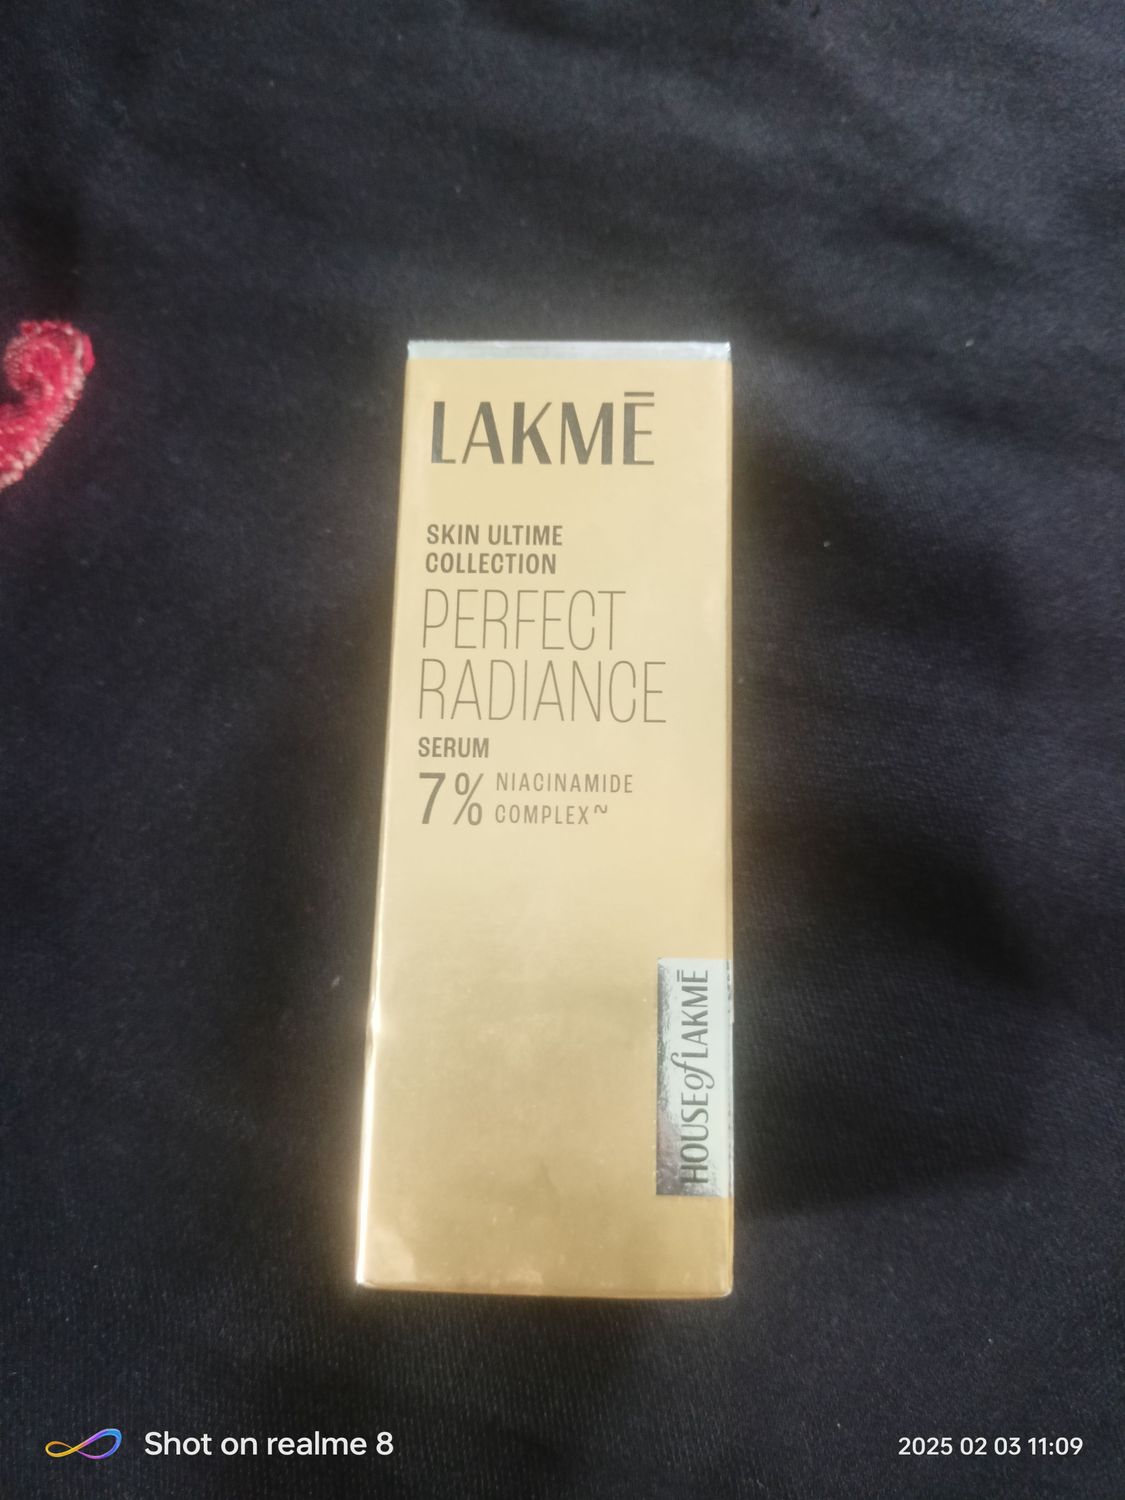 LAKMĒ
SKIN ULTIME
COLLECTION
PERFECT
RADIANCE
SERUM
7% NIACINAMIDE
COMPLEX~
HOUSE of LAKMĒ
Shot on realme 8
2025 02 03 11:09